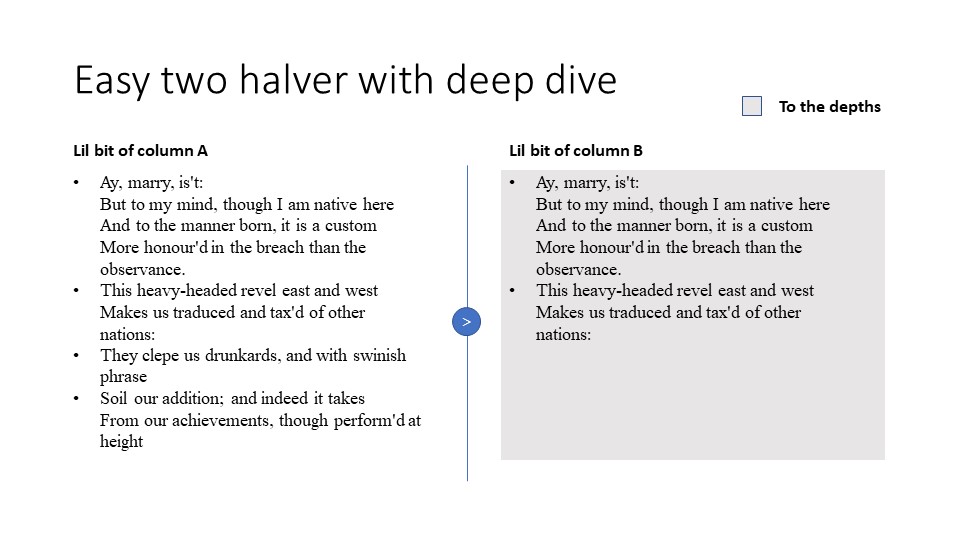 Easy two halver with deep dive
To the depths
Lil bit of column A
• Ay, marry, is't:
But to my mind, though I am native here
And to the manner born, it is a custom
More honour'd in the breach than the
observance.
• This heavy-headed revel east and west
Makes us traduced and tax'd of other
nations:
• They clepe us drunkards, and with swinish
phrase
• Soil our addition; and indeed it takes
From our achievements, though perform'd at
height
>
Lil bit of column B
• Ay, marry, is't:
But to my mind, though I am native here
And to the manner born, it is a custom
More honour'd in the breach than the
observance.
• This heavy-headed revel east and west
Makes us traduced and tax'd of other
nations: